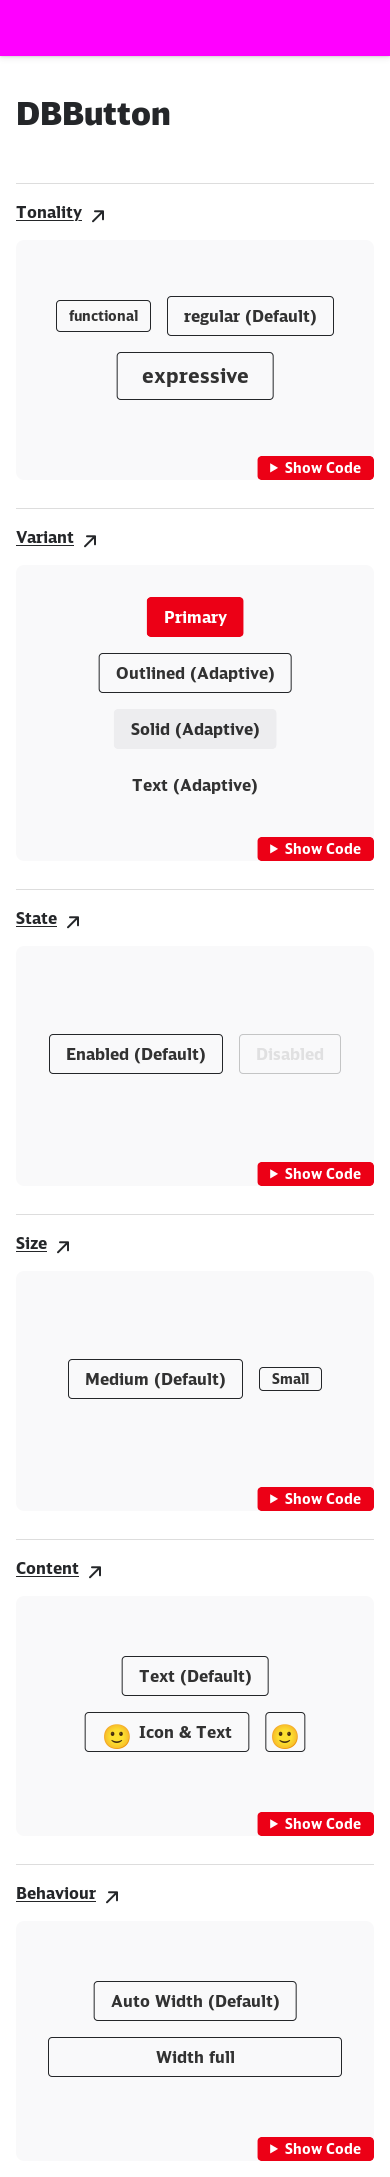 DBButton
Tonality
functional
regular (Default)
expressive
Show Code
Variant
Primary
Outlined (Adaptive)
Solid (Adaptive)
Text (Adaptive)
Show Code
State
Enabled (Default)
Disabled
Show Code
Size
Medium (Default)
Small
Show Code
Content
Text (Default)
🙂 Icon & Text
🙂
Show Code
Behaviour
Auto Width (Default)
Width full
Show Code